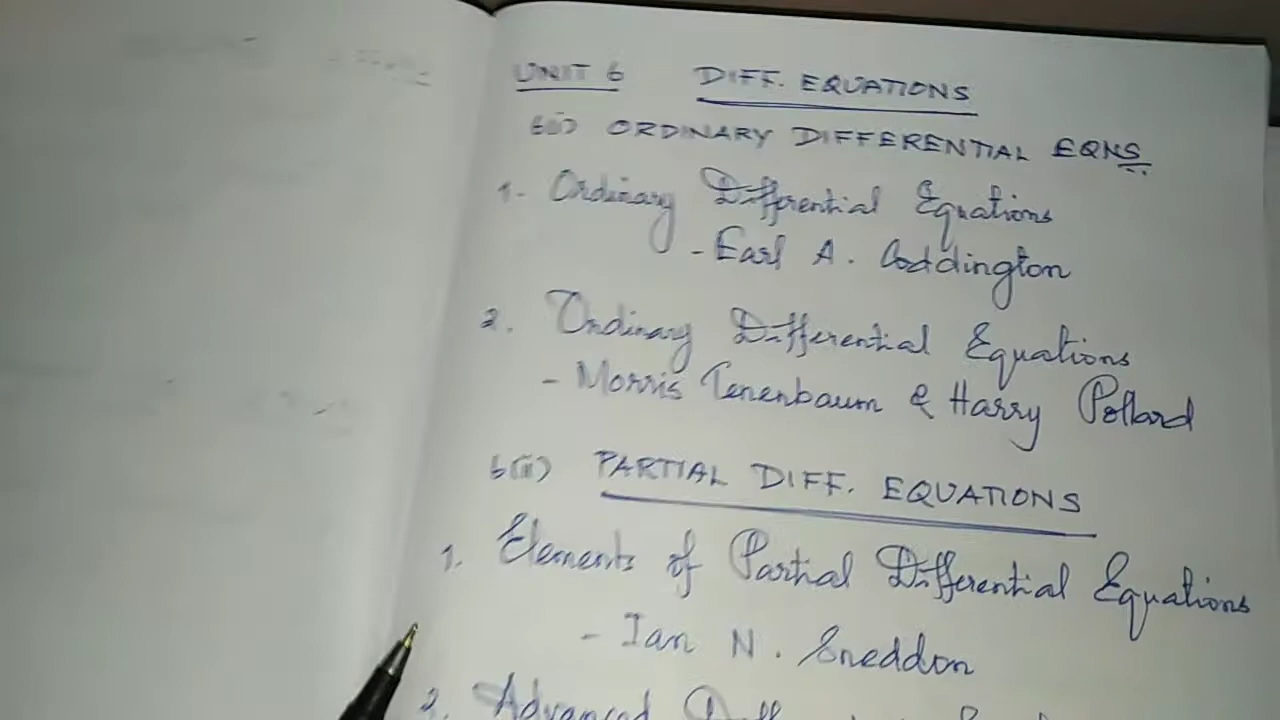 UNIT 6 DIFF. EQUATIONS
6(i) ORDINARY DIFFERENTIAL EQNS
1. Ordinary Differential Equations
- Earl A. Coddington
2. Ordinary Differential Equations
- Morris Tenenbaum & Harry Pollard
6(ii) PARTIAL DIFF. EQUATIONS
1. Elements of Partial Differential Equations
- Ian N. Sneddon
2. Advanced